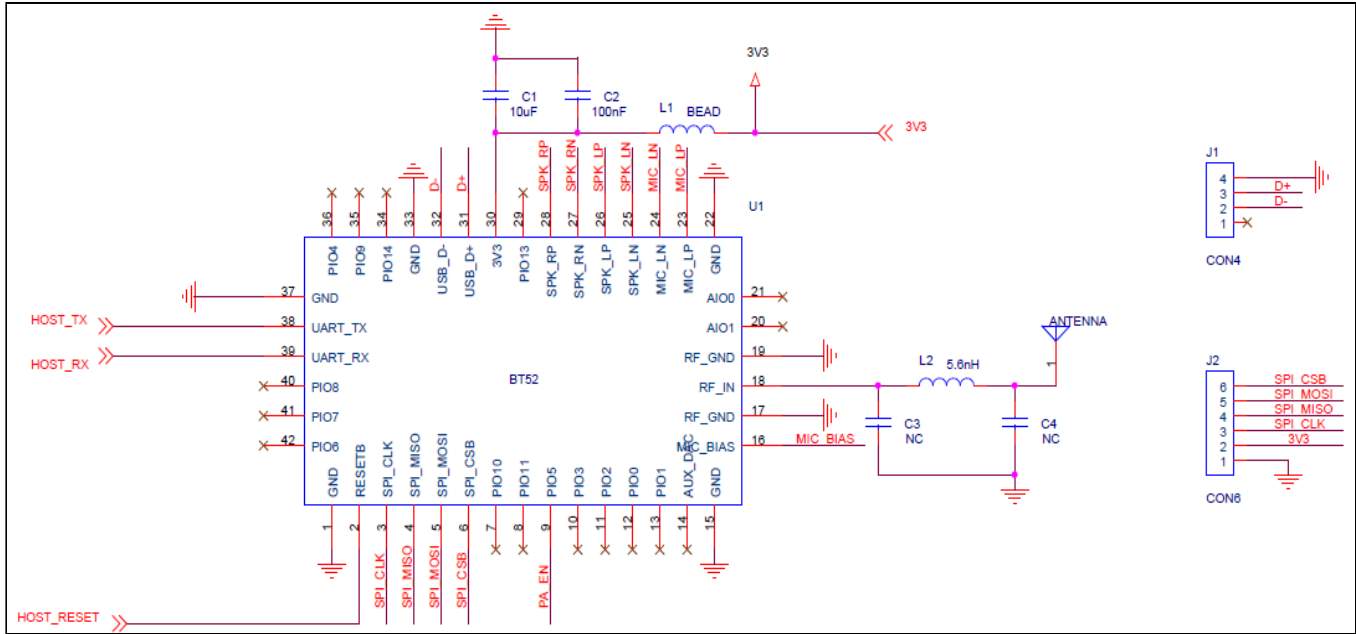 3V3
C1
10uF
C2
100nF
L1
BEAD
3V3
D-
D+
SPK_RP
SPK_RN
SPK_LP
SPK_LN
MIC_LN
MIC_LP
U1
36
35
34
33
32
31
30
29
28
27
26
25
24
23
22
PIO4
PIO9
PIO14
GND
USB_D-
USB_D+
3V3
PIO13
SPK_RP
SPK_RN
SPK_LP
SPK_LN
MIC_LN
MIC_LP
GND
HOST_TX
HOST_RX
37
GND
38
UART_TX
39
UART_RX
40
PIO8
41
PIO7
42
PIO6
BT52
AIO0
21
AIO1
20
RF_GND
19
RF_IN
18
RF_GND
17
MIC_BIAS
16
MIC_BIAS
GND
RESETB
SPI_CLK
SPI_MISO
SPI_MOSI
SPI_CSB
PIO10
PIO11
PIO5
PIO3
PIO2
PIO0
PIO1
AUX_DAC
GND
1
2
3
4
5
6
7
8
9
10
11
12
13
14
15
SPI_CLK
SPI_MISO
SPI_MOSI
SPI_CSB
PA_EN
HOST_RESET
L2
5.6nH
ANTENNA
1
C3
NC
C4
NC
J1
4
3
D+
2
D-
1
CON4
J2
6
SPI_CSB
5
SPI_MOSI
4
SPI_MISO
3
SPI_CLK
2
3V3
1
CON6